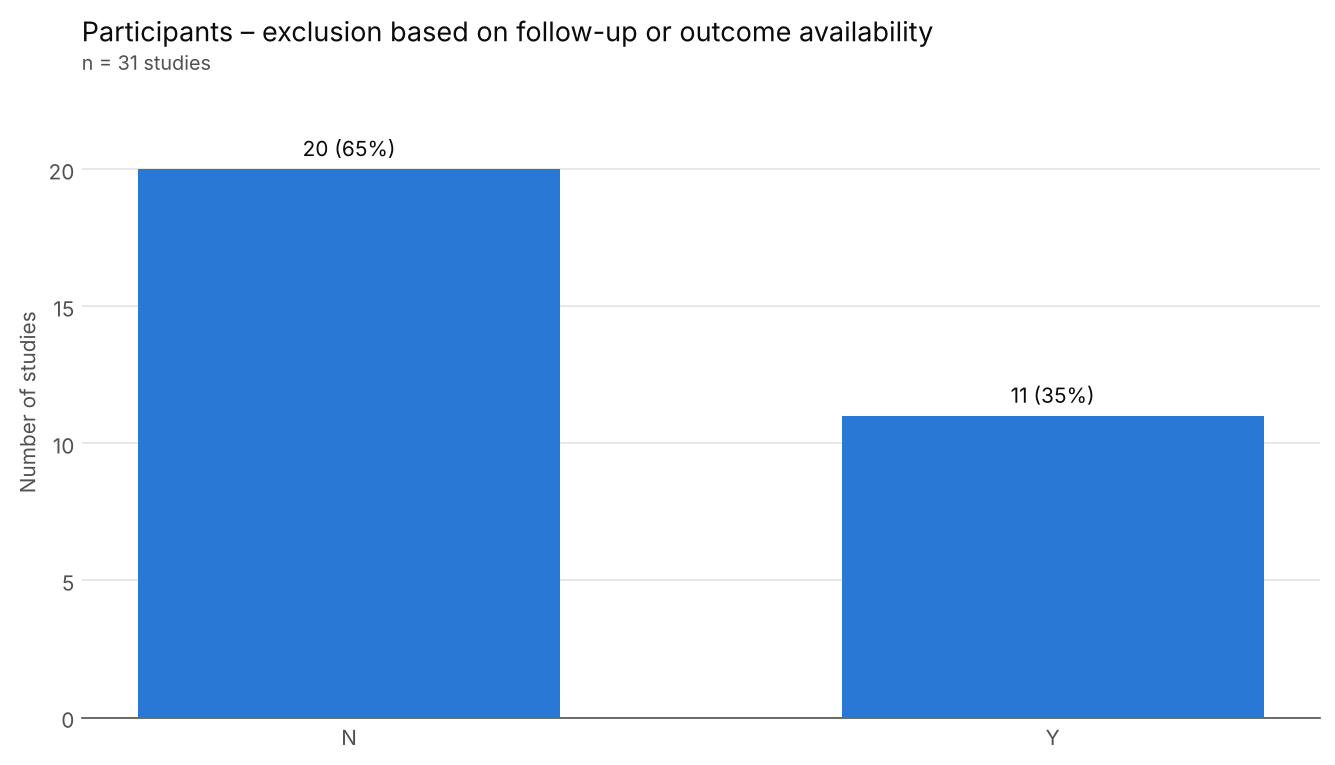 Participants – exclusion based on follow-up or outcome availability
n = 31 studies
Number of studies
20
15
10
5
0
20 (65%)
11 (35%)
N
Y